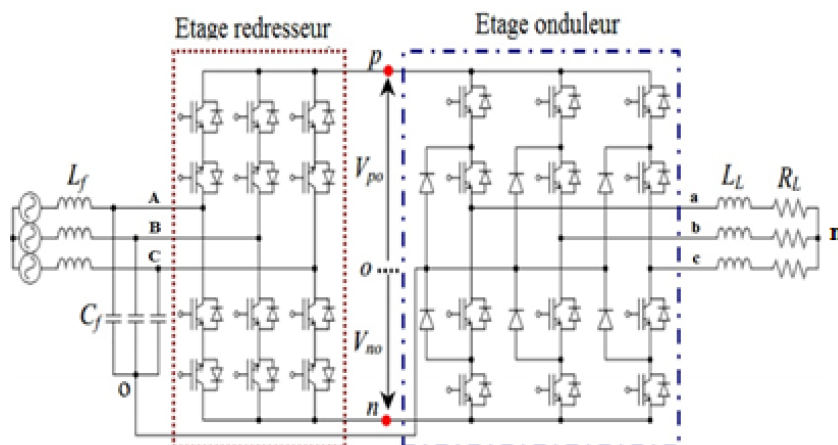 Etage redresseur
Etage onduleur
p
L_f
A
B
C
C_f
O
V_po
o
V_no
n
a
b
c
L_L
R_L
n